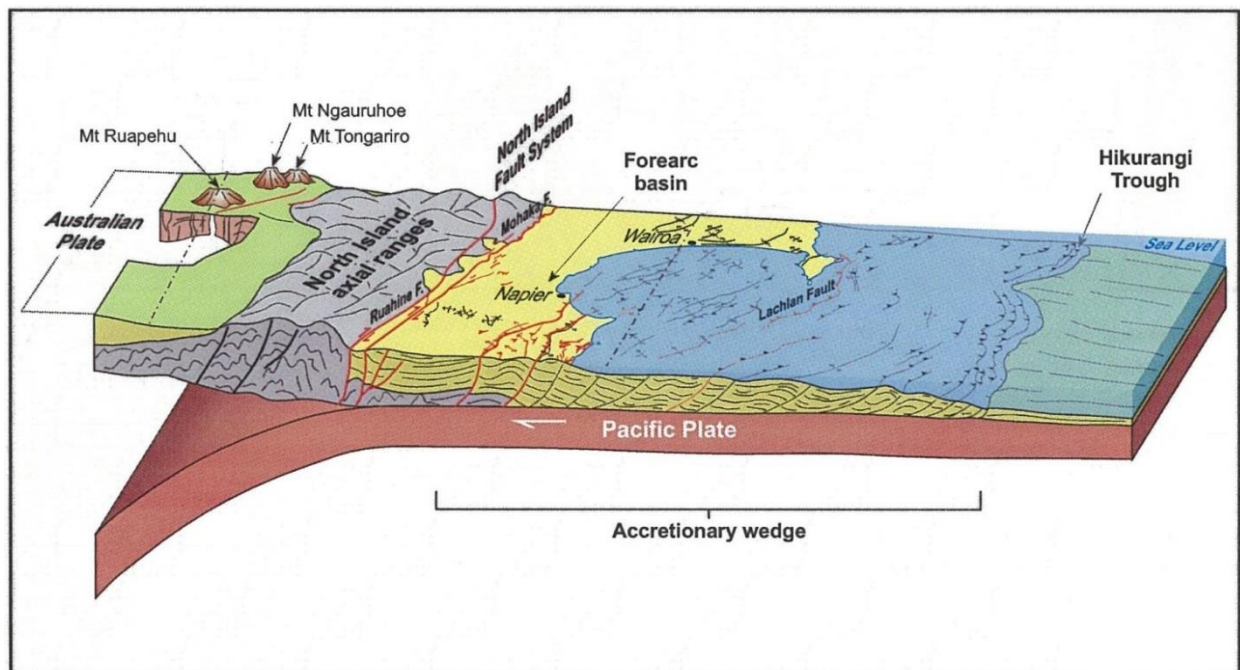 Mt Ngauruhoe
Mt Ruapehu
Mt Tongariro
North Island
Fault System
Forearc
basin
Hikurangi
Trough
Australian
Plate
North Island
axial ranges
Mohaka F.
Wairoa
Sea Level
Ruahine F.
Napier
Lachlan Fault
Pacific Plate
Accretionary wedge